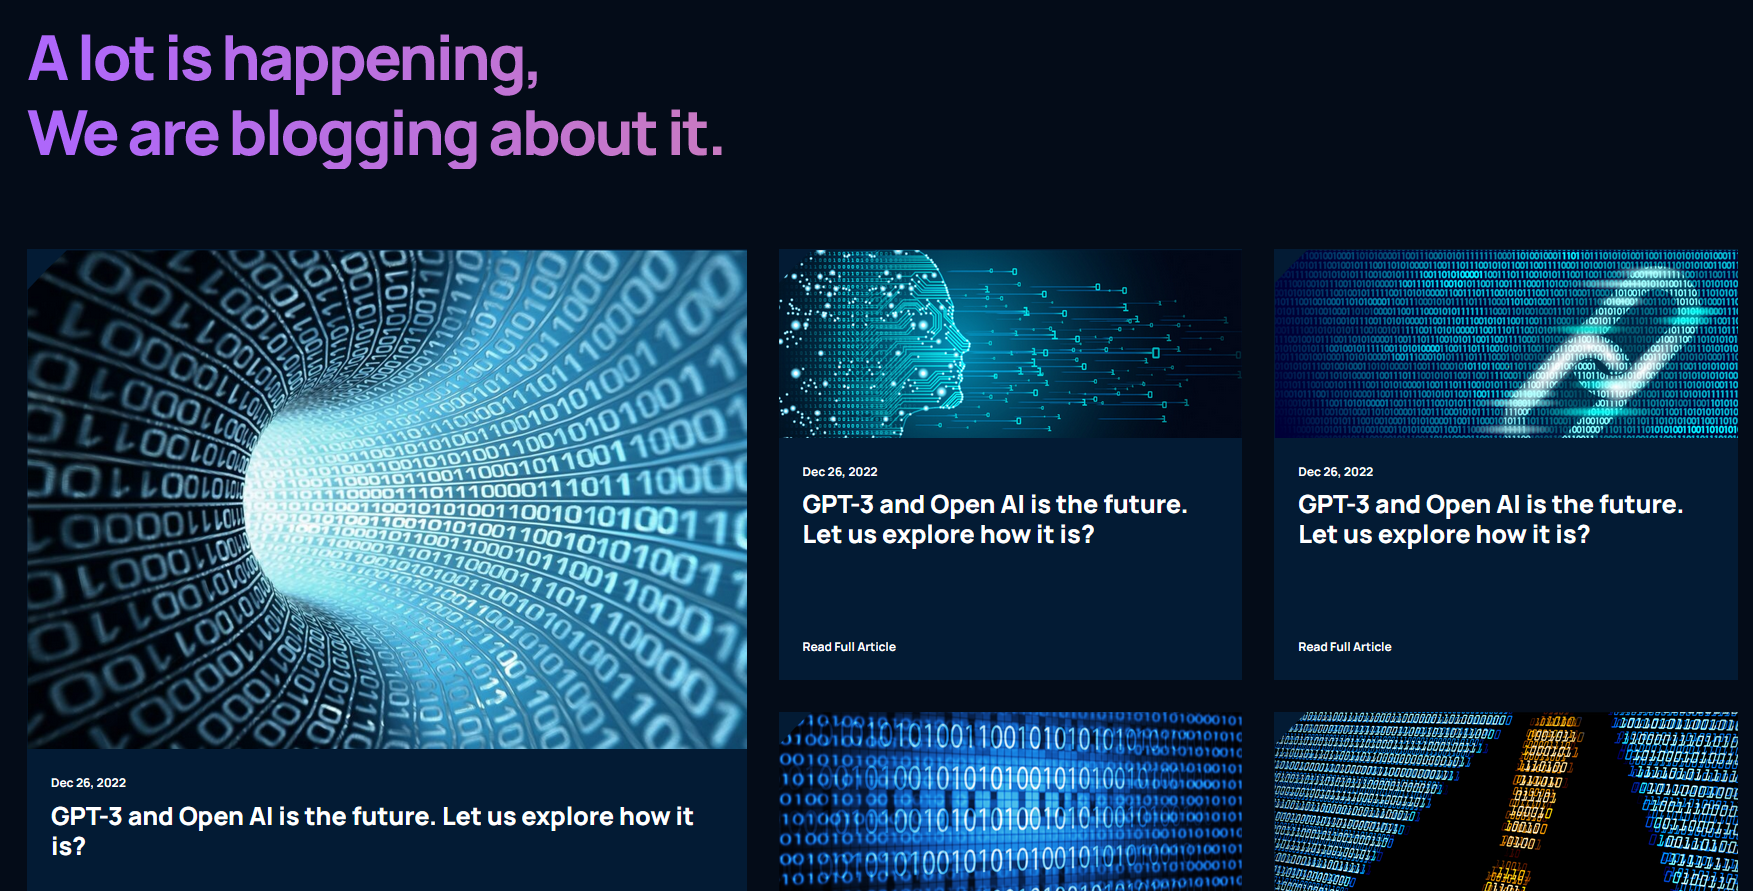 A lot is happening,
We are blogging about it.
Dec 26, 2022
GPT-3 and Open AI is the future. Let us explore how it
is?
Dec 26, 2022
GPT-3 and Open AI is the future.
Let us explore how it is?
Read Full Article
Dec 26, 2022
GPT-3 and Open AI is the future.
Let us explore how it is?
Read Full Article